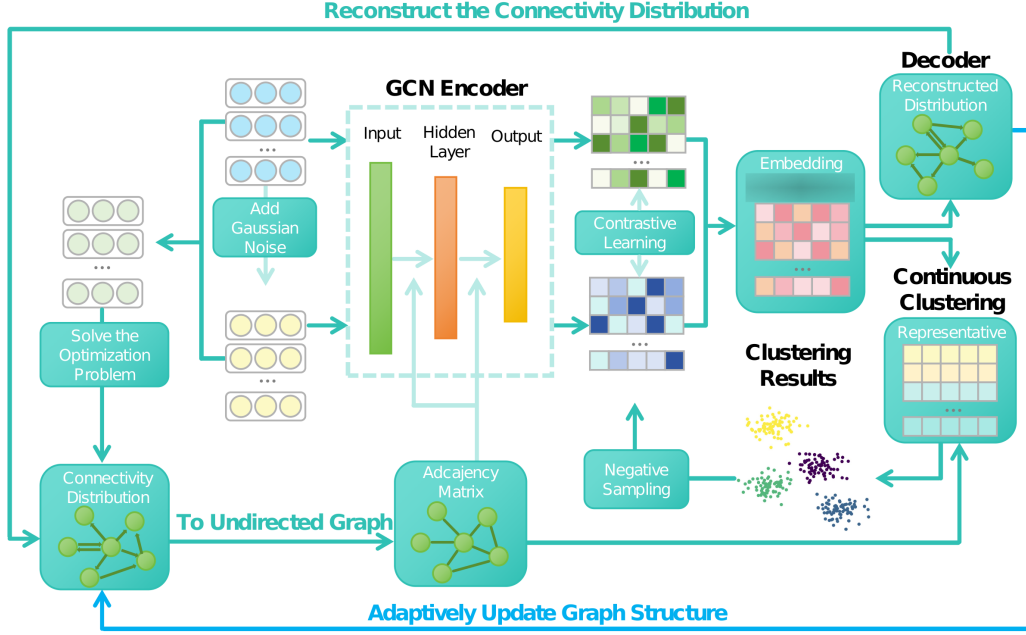 Reconstruct the Connectivity Distribution
Decoder
Reconstructed
Distribution
GCN Encoder
Input
Hidden
Layer
Output
...
...
Add
Gaussian
Noise
Contrastive
Learning
Embedding
...
...
Continuous
Clustering
Solve the
Optimization
Problem
...
...
Representative
...
Clustering
Results
Connectivity
Distribution
To Undirected Graph
Adcajency
Matrix
Negative
Sampling
Adaptively Update Graph Structure